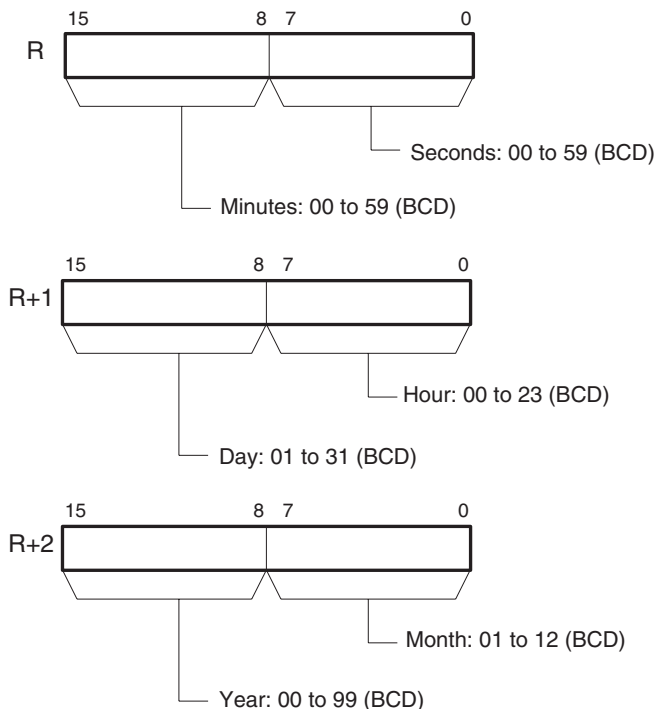 15 8 7 0
R
Seconds: 00 to 59 (BCD)
Minutes: 00 to 59 (BCD)
15 8 7 0
R+1
Hour: 00 to 23 (BCD)
Day: 01 to 31 (BCD)
15 8 7 0
R+2
Month: 01 to 12 (BCD)
Year: 00 to 99 (BCD)